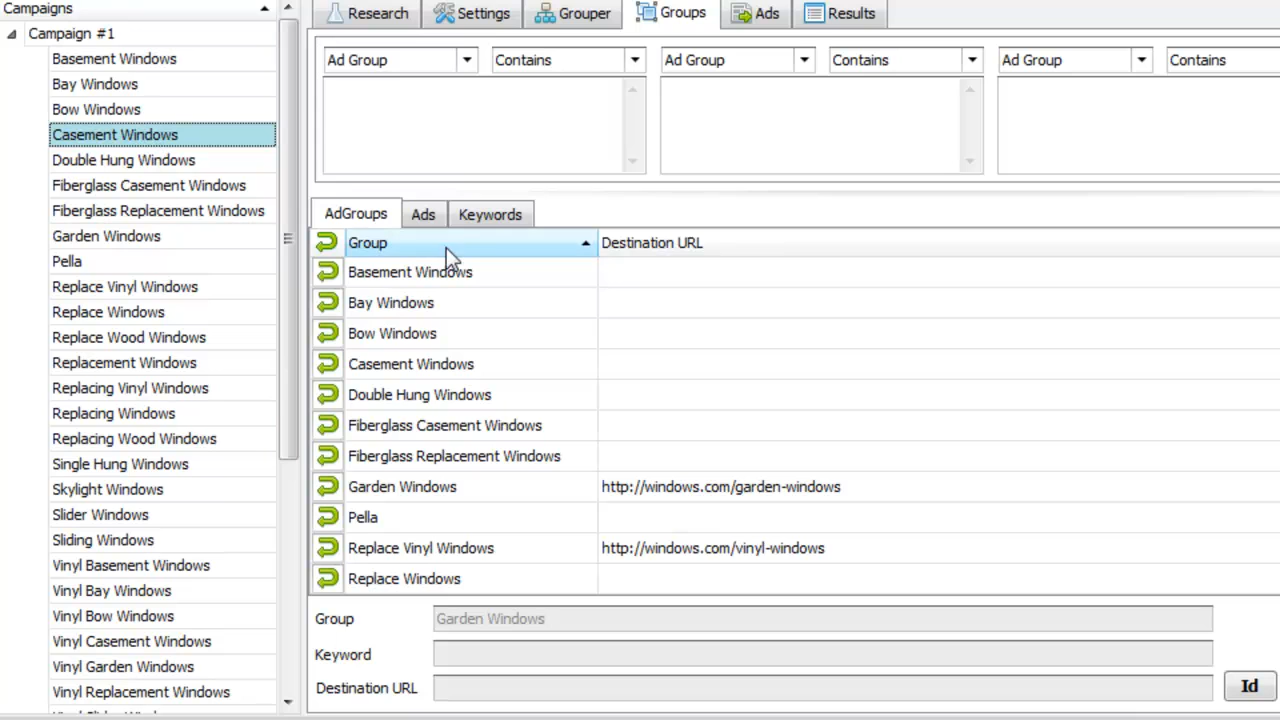 Campaigns
Campaign #1
Basement Windows
Bay Windows
Bow Windows
Casement Windows
Double Hung Windows
Fiberglass Casement Windows
Fiberglass Replacement Windows
Garden Windows
Pella
Replace Vinyl Windows
Replace Windows
Replace Wood Windows
Replacement Windows
Replacing Vinyl Windows
Replacing Windows
Replacing Wood Windows
Single Hung Windows
Skylight Windows
Slider Windows
Sliding Windows
Vinyl Basement Windows
Vinyl Bay Windows
Vinyl Bow Windows
Vinyl Casement Windows
Vinyl Garden Windows
Vinyl Replacement Windows
Research Settings Grouper Groups Ads Results
Ad Group Contains Ad Group Contains Ad Group Contains
AdGroups Ads Keywords
Group Destination URL
Basement Windows
Bay Windows
Bow Windows
Casement Windows
Double Hung Windows
Fiberglass Casement Windows
Fiberglass Replacement Windows
Garden Windows http://windows.com/garden-windows
Pella
Replace Vinyl Windows http://windows.com/vinyl-windows
Replace Windows
Group Garden Windows
Keyword
Destination URL Id